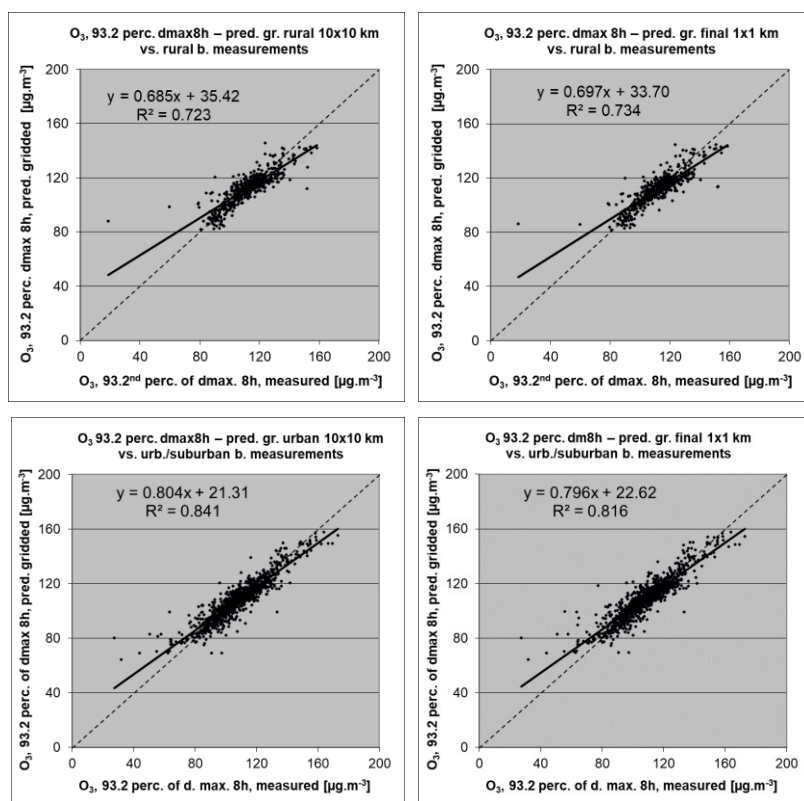 O₃, 93.2 perc. dmax8h – pred. gr. rural 10x10 km
vs. rural b. measurements
O₃, 93.2 perc. dmax 8h, pred. gridded [µg.m⁻³]
200
160
120
80
40
0
y = 0.685x + 35.42
R² = 0.723
0 40 80 120 160 200
O₃, 93.2ⁿᵈ perc. of dmax. 8h, measured [µg.m⁻³]
O₃, 93.2 perc. dmax 8h – pred. gr. final 1x1 km
vs. rural b. measurements
O₃, 93.2 perc. dmax 8h, pred. gridded [µg.m⁻³]
200
160
120
80
40
0
y = 0.697x + 33.70
R² = 0.734
0 40 80 120 160 200
O₃, 93.2ⁿᵈ perc. of dmax. 8h, measured [µg.m⁻³]
O₃ 93.2 perc. dmax8h – pred. gr. urban 10x10 km
vs. urb./suburban b. measurements
O₃, 93.2 perc. of dmax 8h, pred. gridded [µg.m⁻³]
200
160
120
80
40
0
y = 0.804x + 21.31
R² = 0.841
0 40 80 120 160 200
O₃, 93.2 perc. of d. max. 8h, measured [µg.m⁻³]
O₃ 93.2 perc. dm8h – pred. gr. final 1x1 km
vs. urb./suburban b. measurements
O₃, 93.2 perc. of dmax 8h, pred. gridded [µg.m⁻³]
200
160
120
80
40
0
y = 0.796x + 22.62
R² = 0.816
0 40 80 120 160 200
O₃, 93.2 perc. of d. max. 8h, measured [µg.m⁻³]